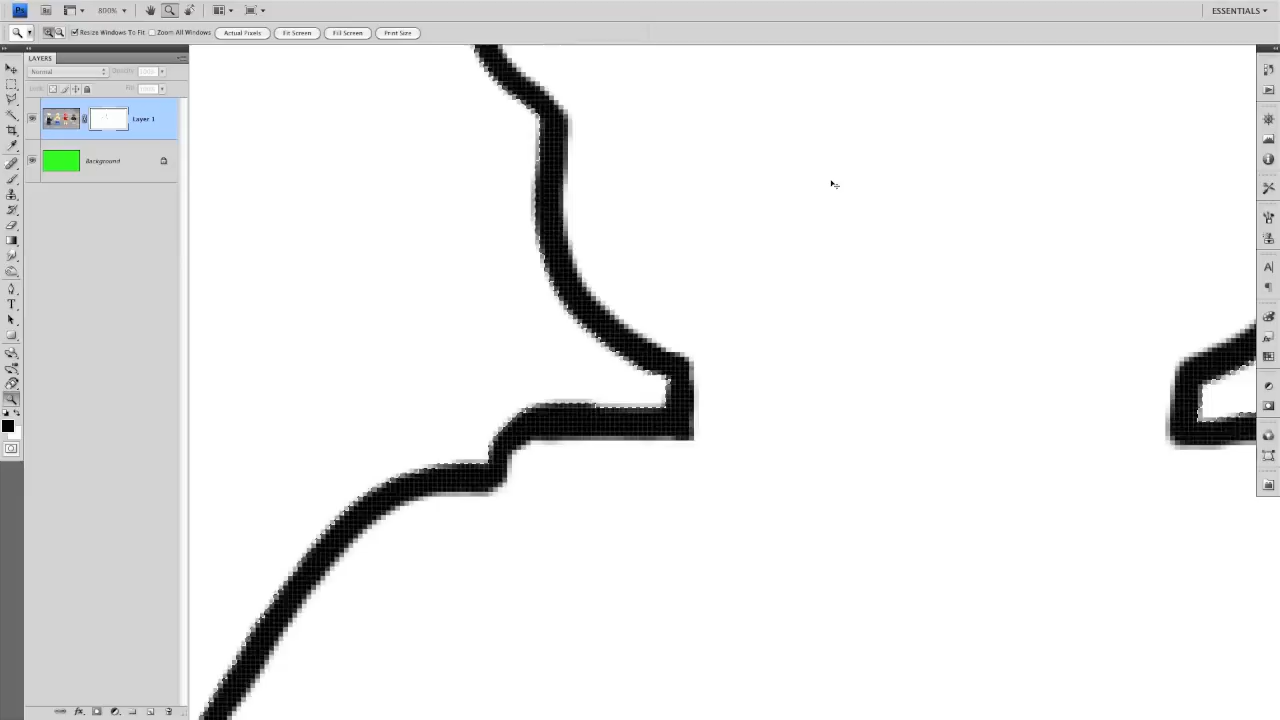 Ps Br 800% ESSENTIALS
Resize Windows To Fit Zoom All Windows Actual Pixels Fit Screen Fill Screen Print Size
LAYERS
Normal Opacity:
Lock: Fill:
Layer 1
Background